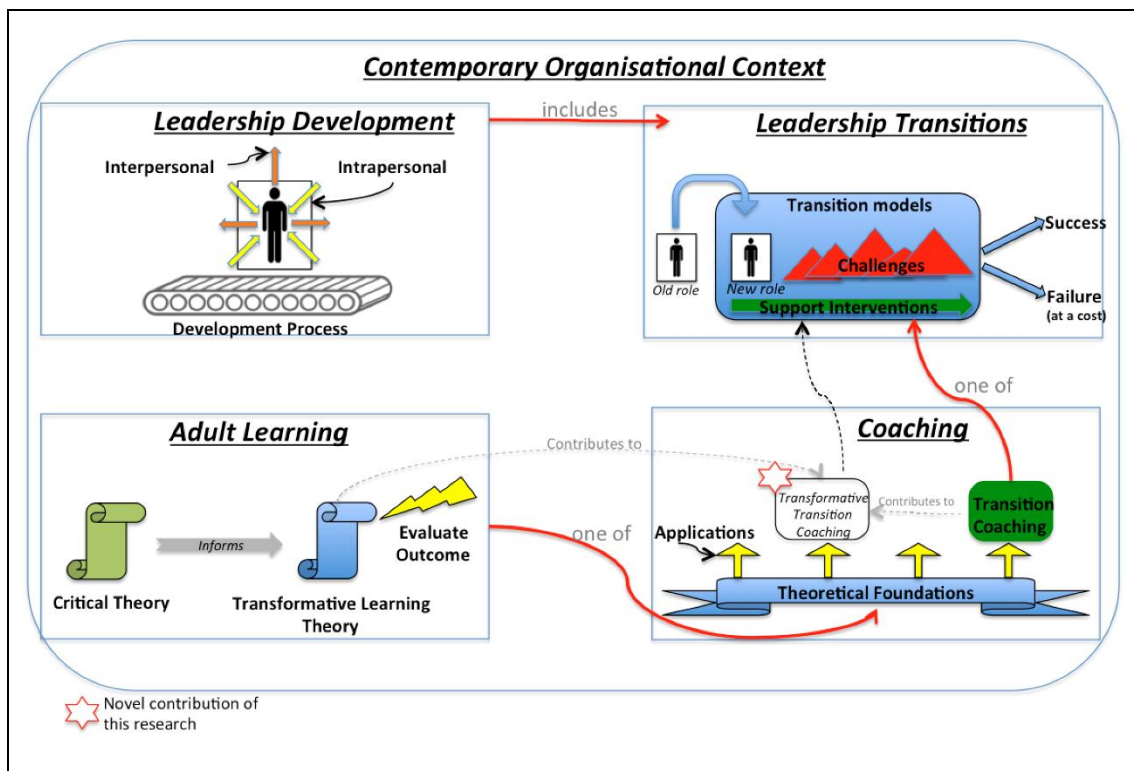 Contemporary Organisational Context
Leadership Development
includes
Leadership Transitions
Interpersonal
Intrapersonal
Development Process
Transition models
Challenges
Old role
New role
Support Interventions
Success
Failure
(at a cost)
one of
Adult Learning
Contributes to
Evaluate
Outcome
Informs
Critical Theory
Transformative Learning
Theory
one of
Coaching
Transformative
Transition
Coaching
Contributes to
Transition
Coaching
Applications
Theoretical Foundations
Novel contribution of
this research